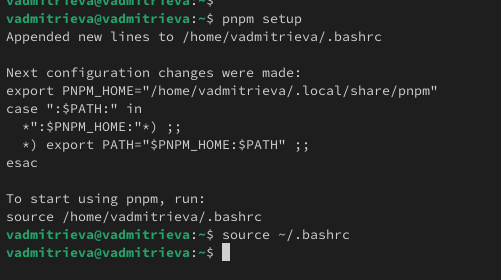 vadmitrieva@vadmitrieva:~$
vadmitrieva@vadmitrieva:~$ pnpm setup
Appended new lines to /home/vadmitrieva/.bashrc

Next configuration changes were made:
export PNPM_HOME="/home/vadmitrieva/.local/share/pnpm"
case ":$PATH:" in
  *":$PNPM_HOME:"*) ;;
  *) export PATH="$PNPM_HOME:$PATH" ;;
esac

To start using pnpm, run:
source /home/vadmitrieva/.bashrc
vadmitrieva@vadmitrieva:~$ source ~/.bashrc
vadmitrieva@vadmitrieva:~$